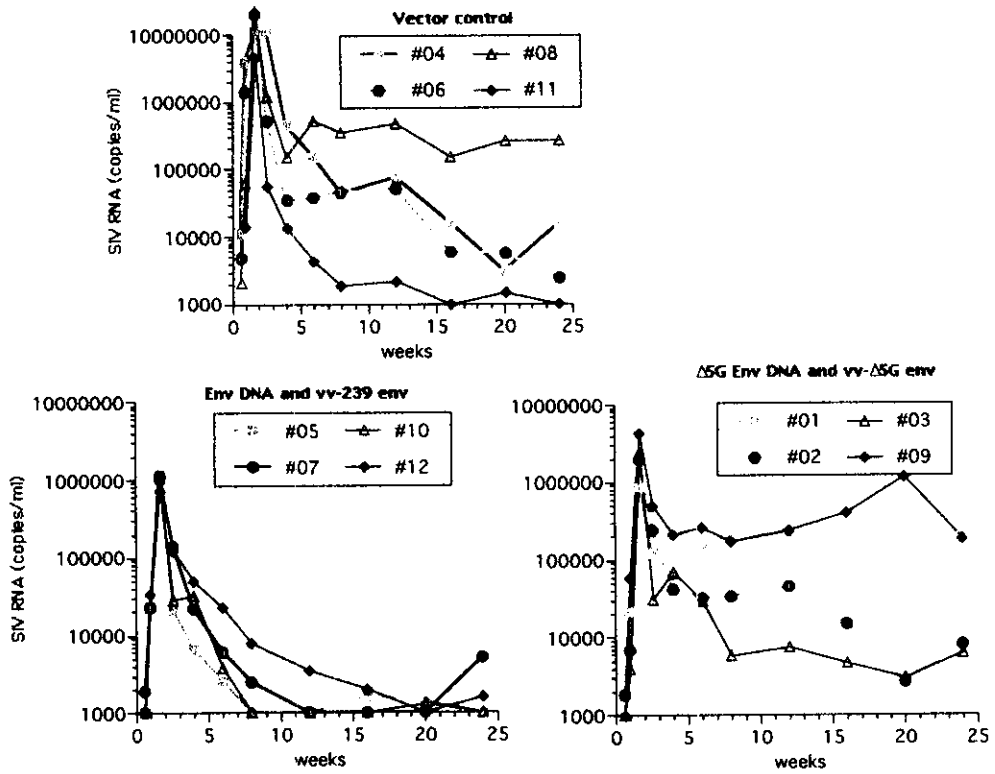 Vector control
#04 #08
#06 #11
SIV RNA (copies/ml)
10000000
1000000
100000
10000
1000
0 5 10 15 20 25
weeks
Env DNA and vv-239 env
#05 #10
#07 #12
SIV RNA (copies/ml)
10000000
1000000
100000
10000
1000
0 5 10 15 20 25
weeks
Δ5G Env DNA and vv-Δ5G env
#01 #03
#02 #09
10000000
1000000
100000
10000
1000
0 5 10 15 20 25
weeks